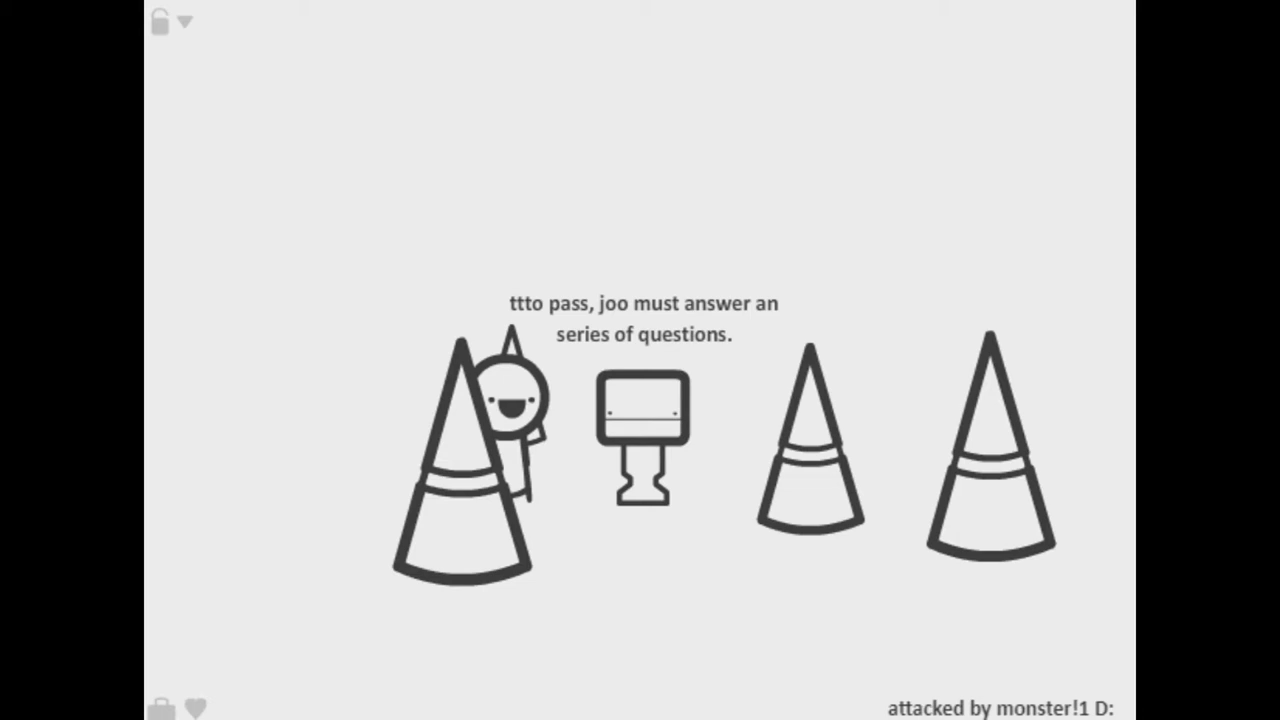 ttto pass, joo must answer an
series of questions.
attacked by monster!1 D: